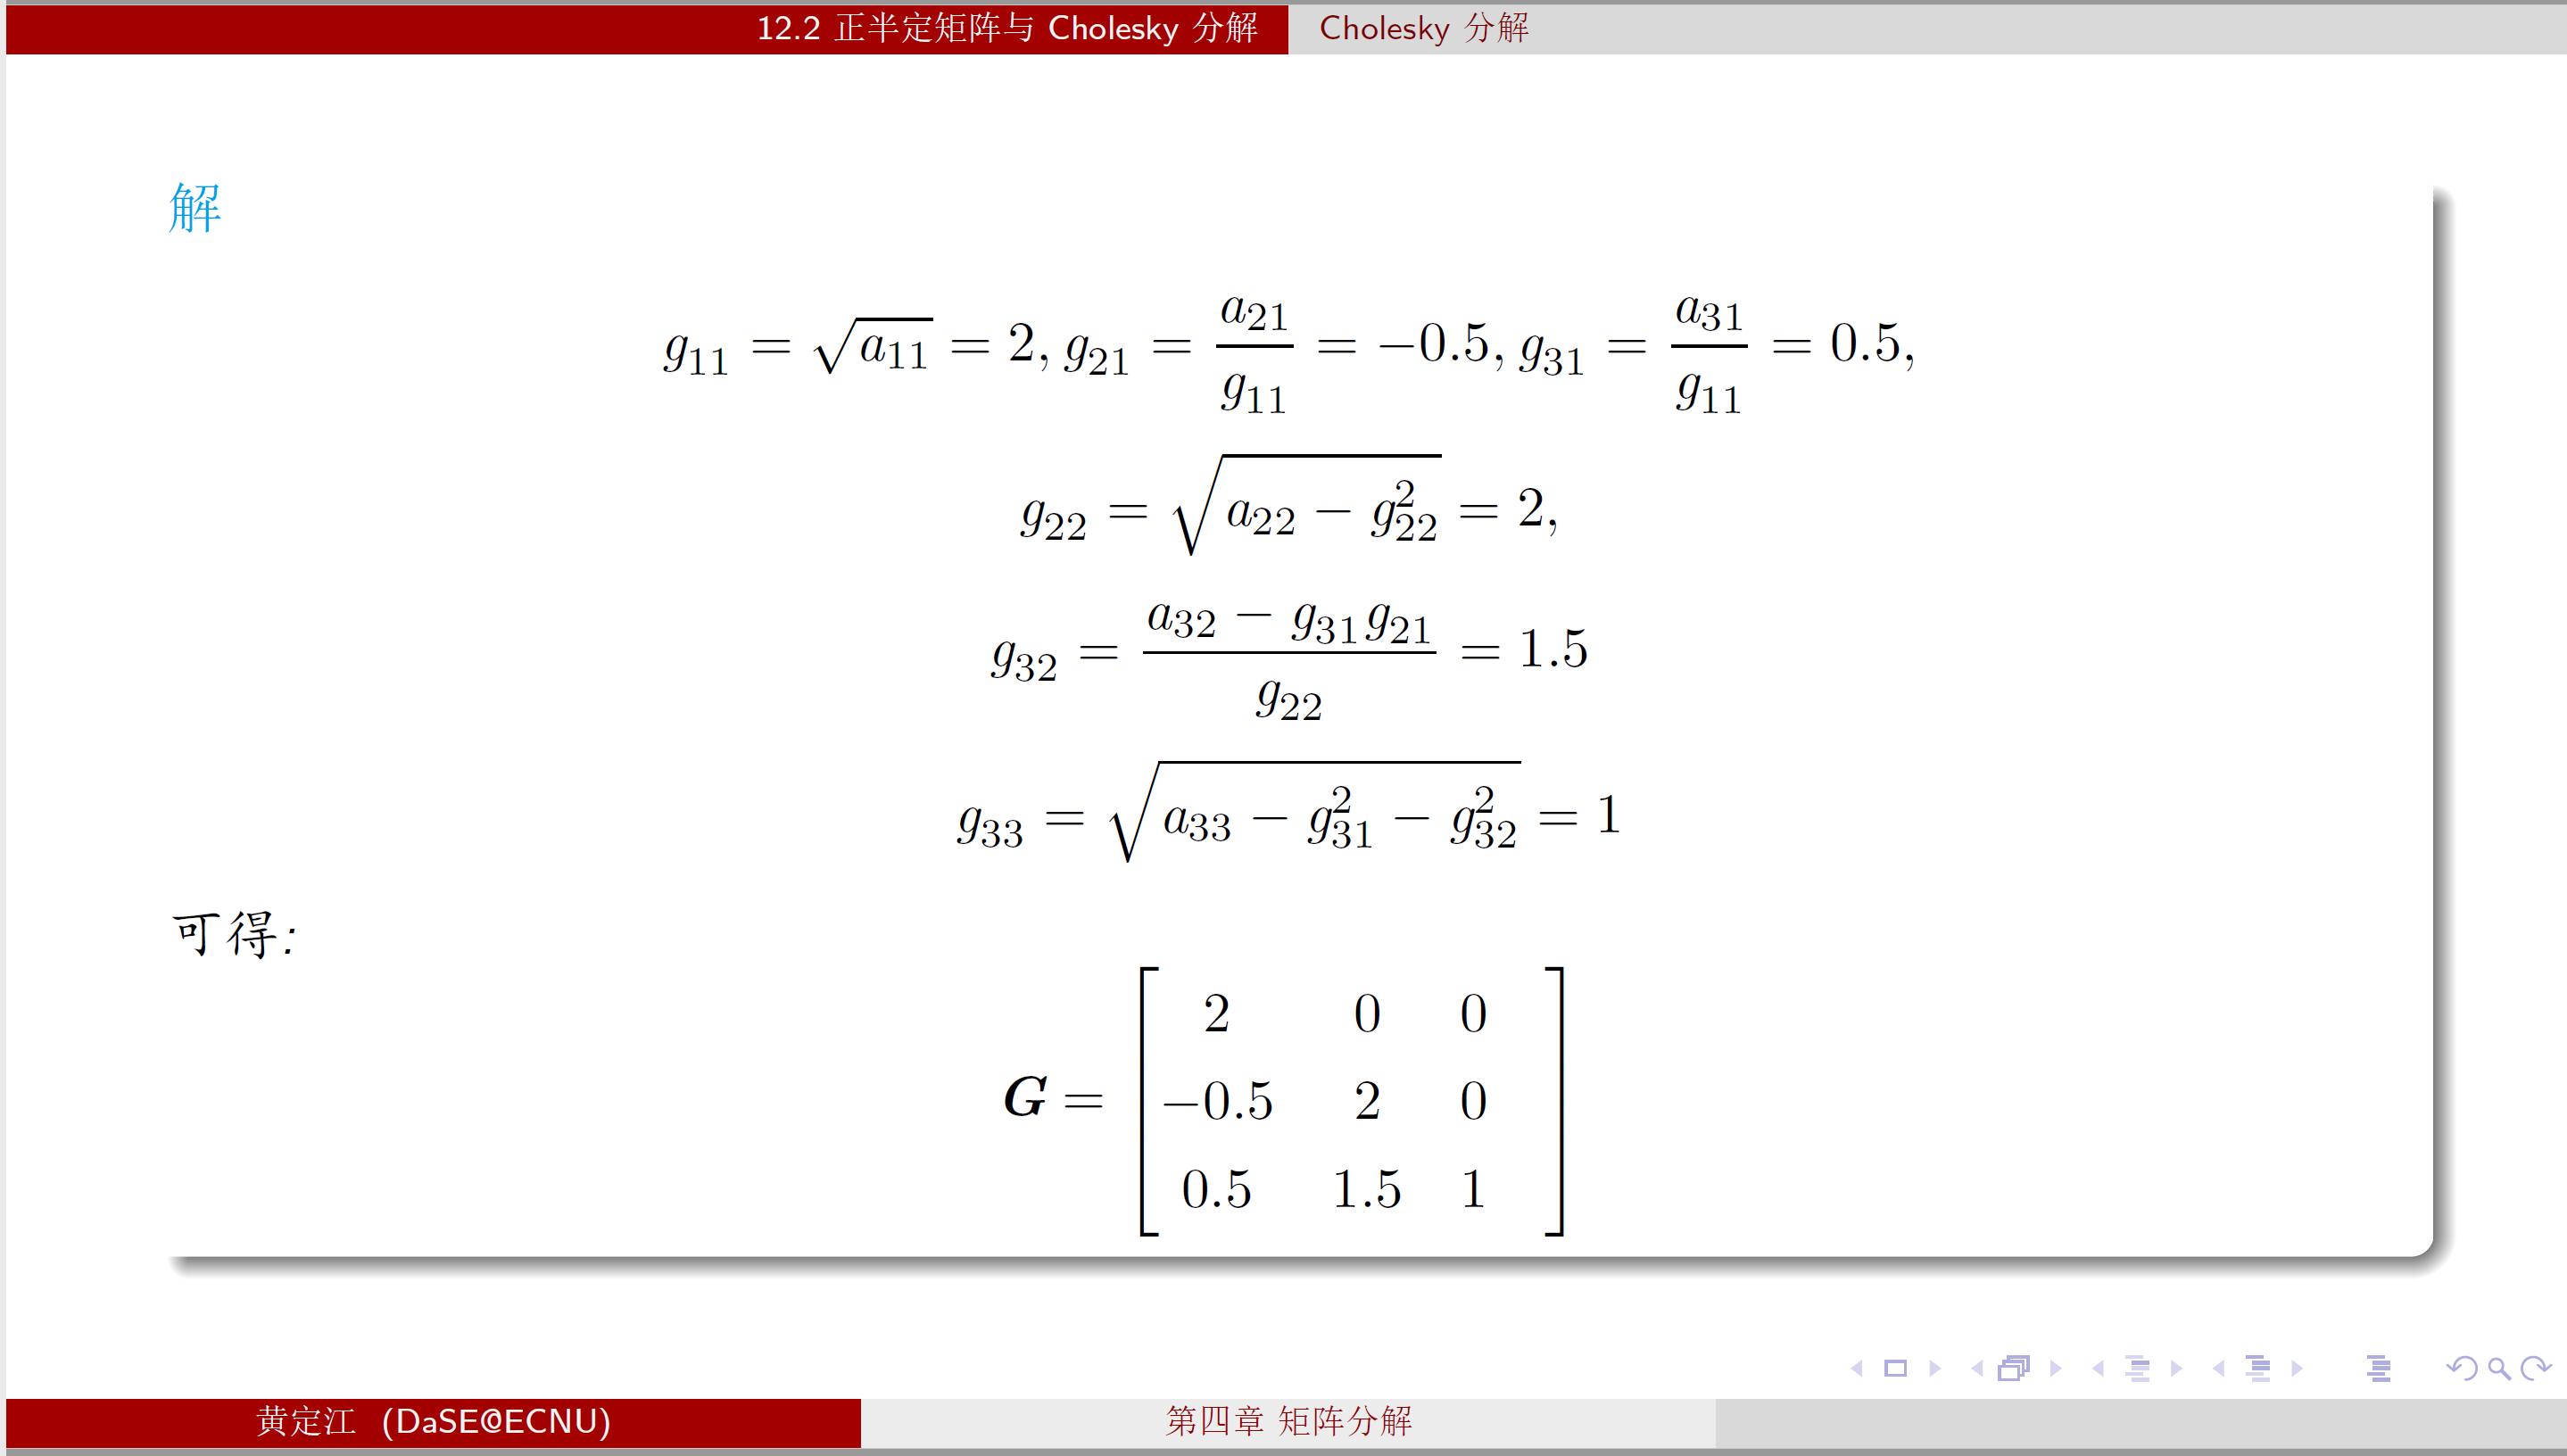 12.2 正半定矩阵与 Cholesky 分解 Cholesky 分解
解
$g_{11} = \sqrt{a_{11}} = 2, g_{21} = \frac{a_{21}}{g_{11}} = -0.5, g_{31} = \frac{a_{31}}{g_{11}} = 0.5,$
$g_{22} = \sqrt{a_{22} - g_{22}^2} = 2,$
$g_{32} = \frac{a_{32} - g_{31}g_{21}}{g_{22}} = 1.5$
$g_{33} = \sqrt{a_{33} - g_{31}^2 - g_{32}^2} = 1$
可得:
$\boldsymbol{G} = \begin{bmatrix} 2 & 0 & 0 \\ -0.5 & 2 & 0 \\ 0.5 & 1.5 & 1 \end{bmatrix}$
黄定江 (DaSE@ECNU) 第四章 矩阵分解